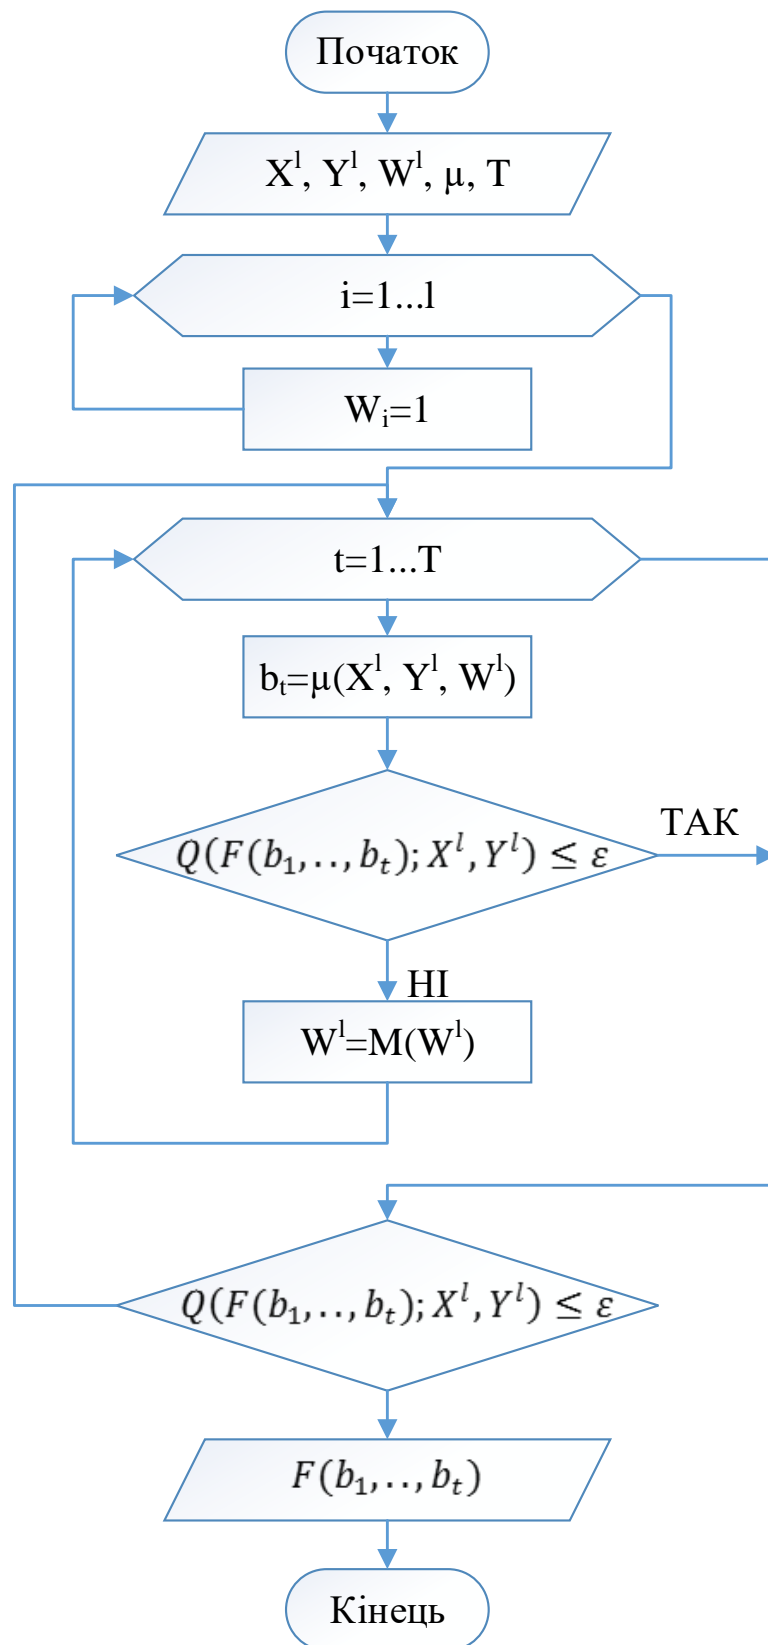 Початок
Xˡ, Yˡ, Wˡ, μ, T
i=1...l
Wᵢ=1
t=1...T
bₜ=μ(Xˡ, Yˡ, Wˡ)
Q(F(b₁,..,bₜ); Xˡ, Yˡ) ≤ ε
ТАК
НІ
Wˡ=M(Wˡ)
Q(F(b₁,..,bₜ); Xˡ, Yˡ) ≤ ε
F(b₁,..,bₜ)
Кінець